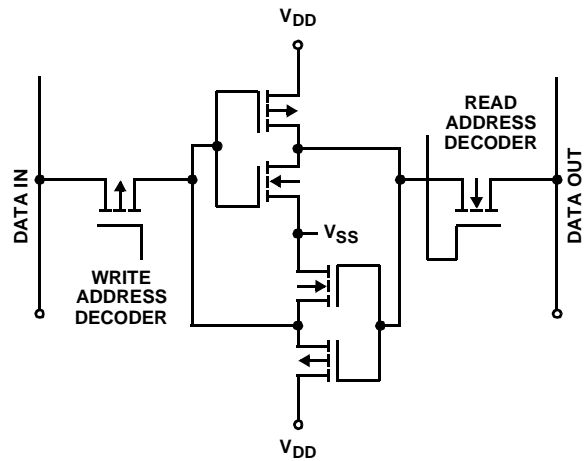 VDD
READ
ADDRESS
DECODER
DATA IN
DATA OUT
VSS
WRITE
ADDRESS
DECODER
VDD